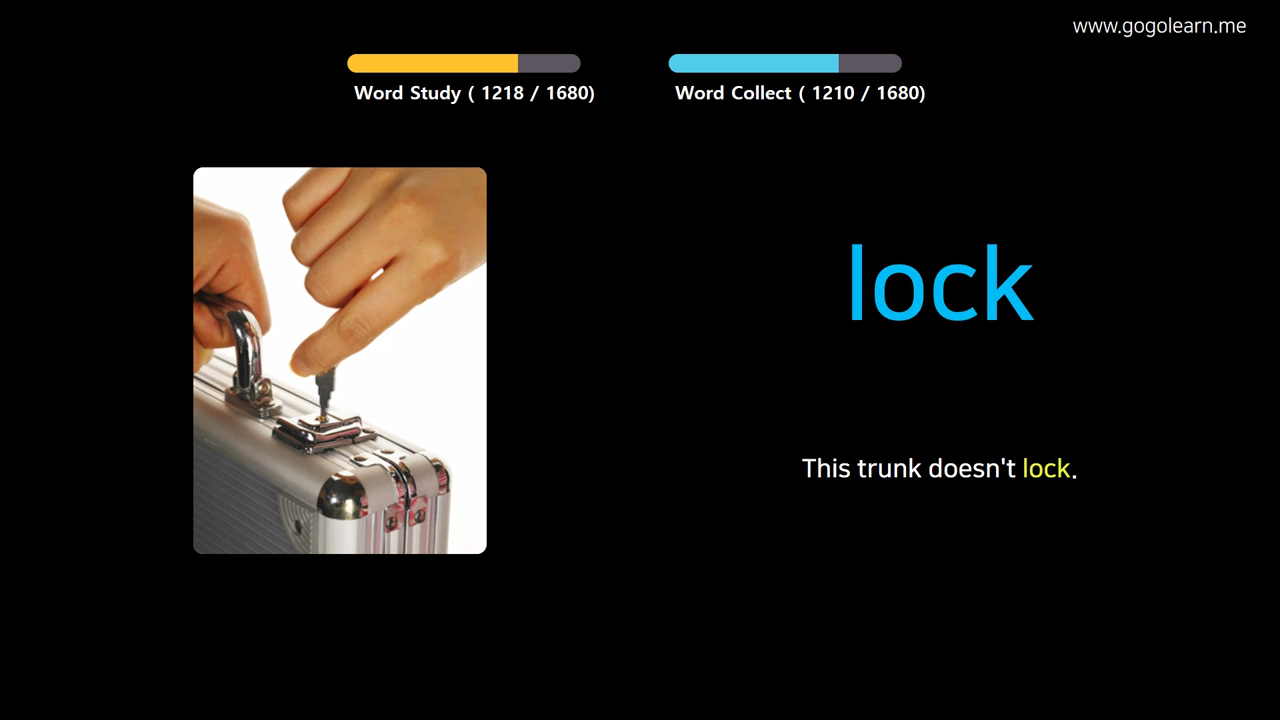 www.gogolearn.me
Word Study ( 1218 / 1680)
Word Collect ( 1210 / 1680)
lock
This trunk doesn't lock.